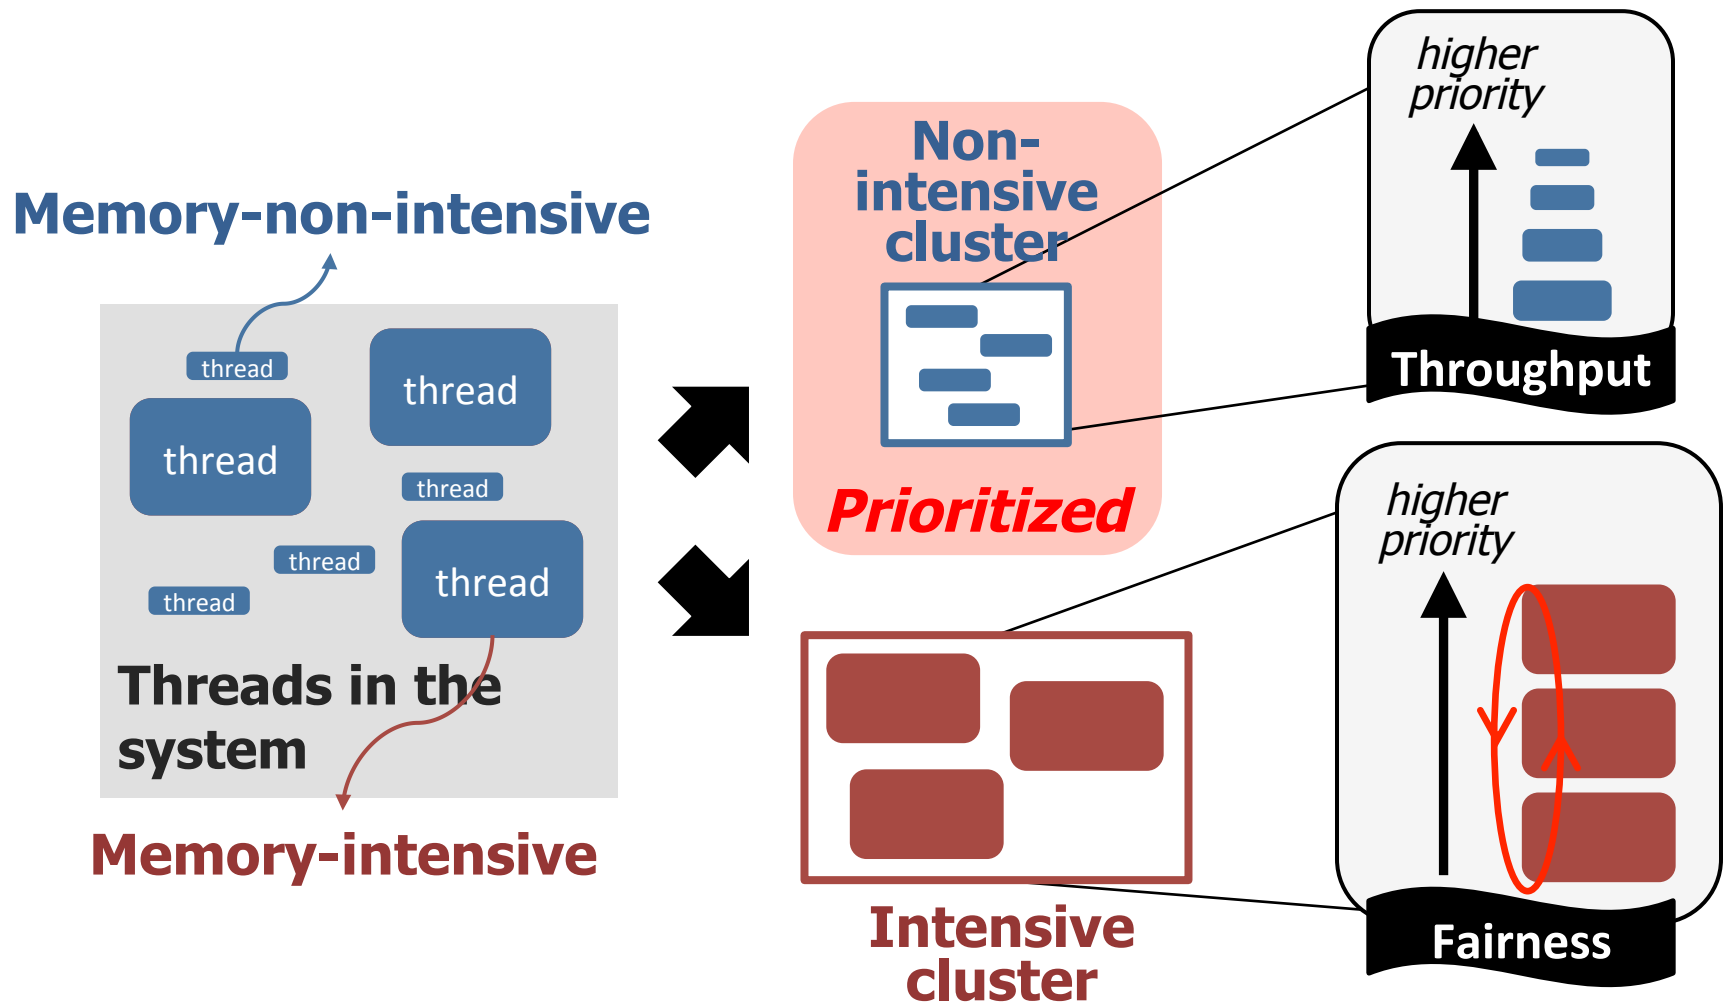 Memory-non-intensive
thread
thread
thread
thread
thread
thread
thread
Threads in the
system
Memory-intensive
Non-
intensive
cluster
Prioritized
Intensive
cluster
higher
priority
Throughput
higher
priority
Fairness